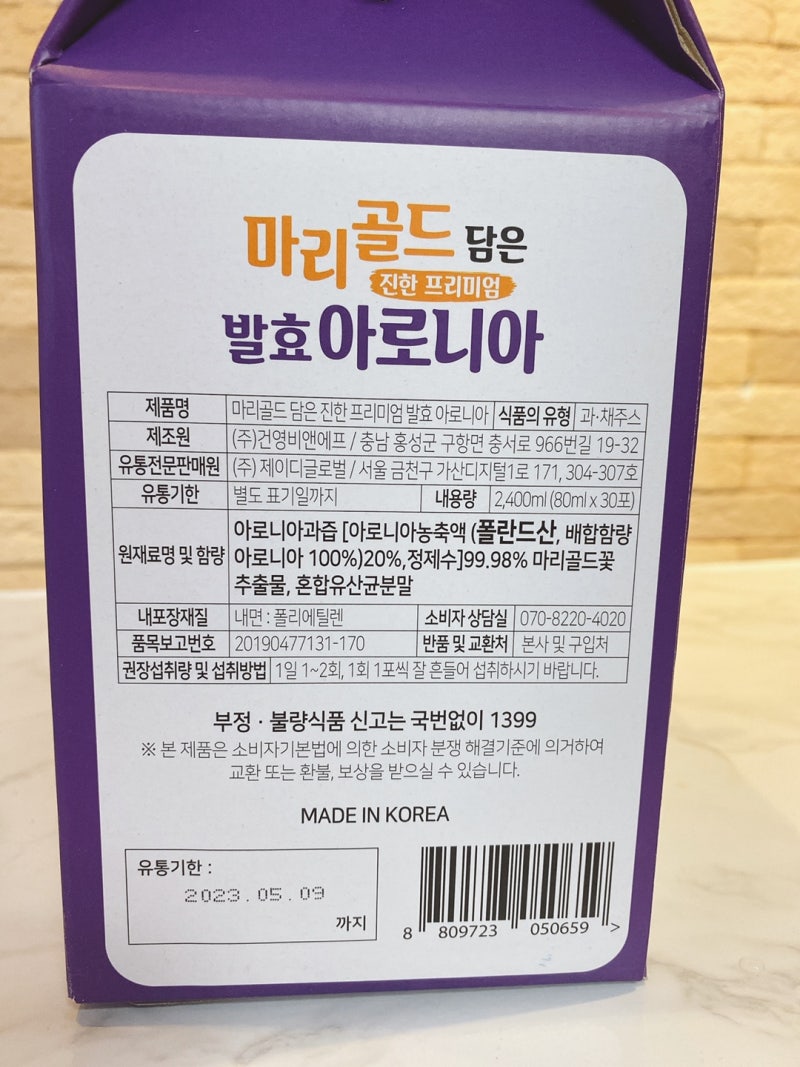 마리골드 담은
진한 프리미엄
발효 아로니아
제품명 마리골드 담은 진한 프리미엄 발효 아로니아 식품의 유형 과·채주스
제조원 (주)건영비앤에프 / 충남 홍성군 구항면 충서로 966번길 19-32
유통전문판매원 (주) 제이디글로벌 / 서울 금천구 가산디지털1로 171, 304-307호
유통기한 별도 표기일까지 내용량 2,400ml (80ml x 30포)
원재료명 및 함량 아로니아과즙 [아로니아농축액 (폴란드산, 배합함량
아로니아 100%)20%,정제수]99.98% 마리골드꽃
추출물, 혼합유산균분말
내포장재질 내면 : 폴리에틸렌 소비자 상담실 070-8220-4020
품목보고번호 20190477131-170 반품 및 교환처 본사 및 구입처
권장섭취량 및 섭취방법 1일 1~2회, 1회 1포씩 잘 흔들어 섭취하시기 바랍니다.
부정 · 불량식품 신고는 국번없이 1399
※ 본 제품은 소비자기본법에 의한 소비자 분쟁 해결기준에 의거하여
교환 또는 환불, 보상을 받으실 수 있습니다.
MADE IN KOREA
유통기한 :
2023.05.09
까지
8 809723 050659 >